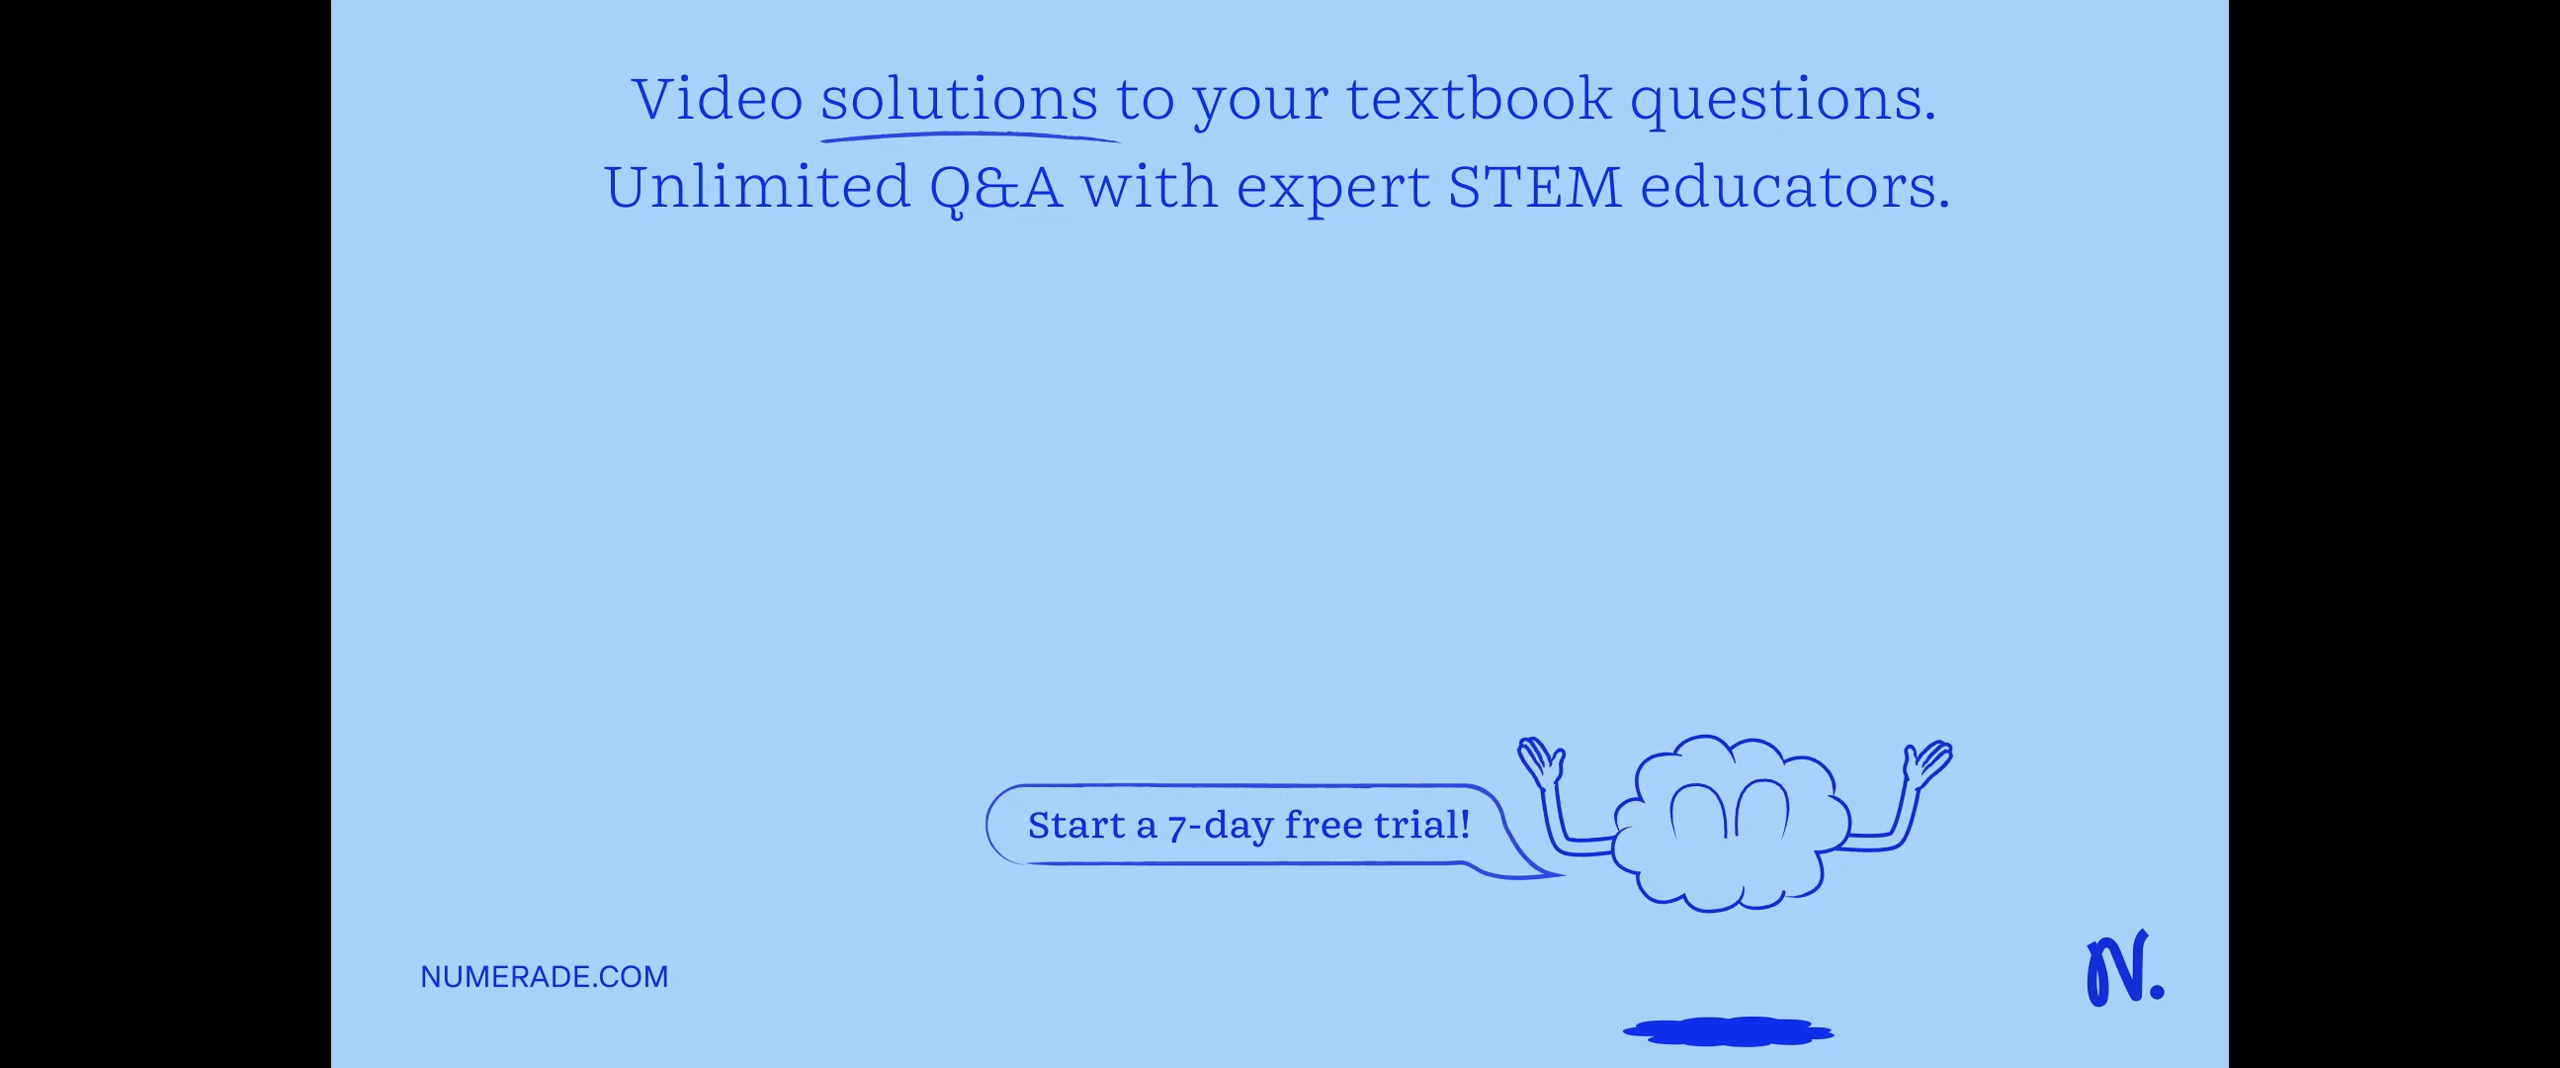 Video solutions to your textbook questions.
Unlimited Q&A with expert STEM educators.
Start a 7-day free trial!
NUMERADE.COM
N.